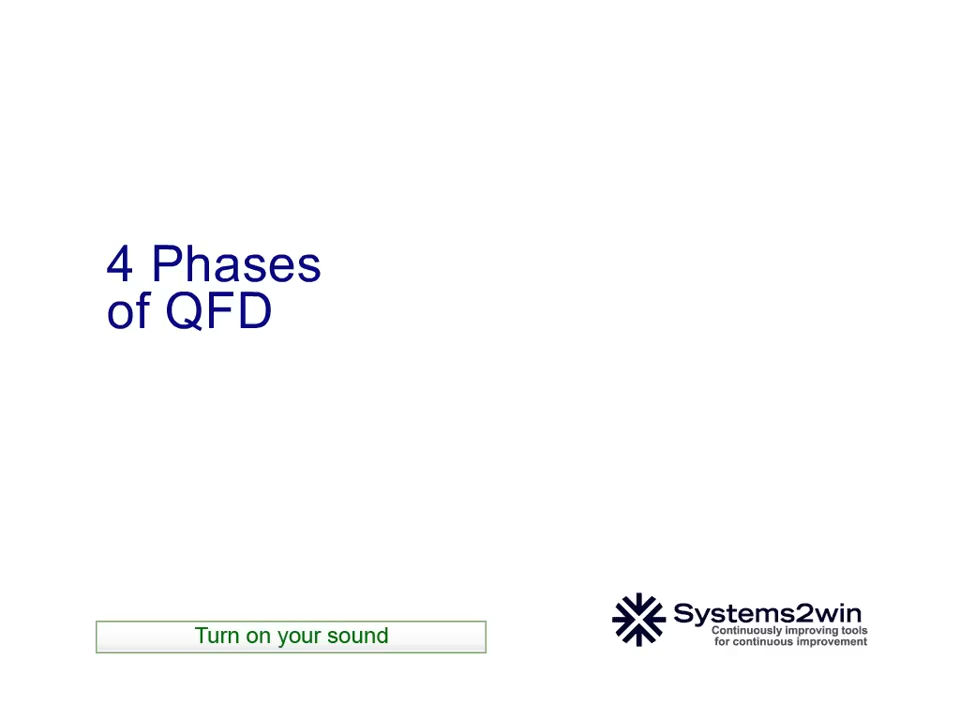 4 Phases
of QFD
Turn on your sound
Systems2win
Continuously improving tools
for continuous improvement